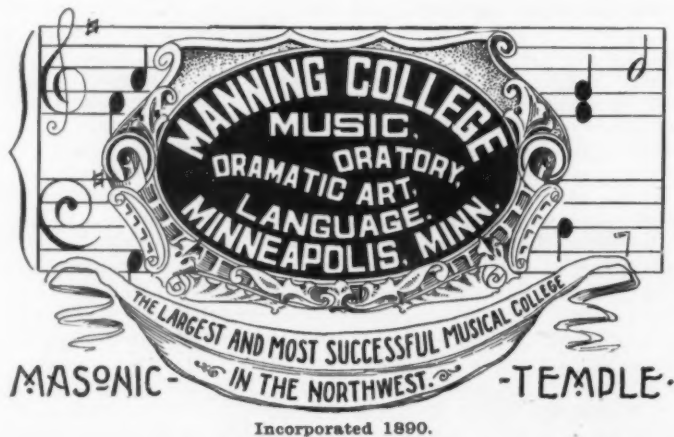 MANNING COLLEGE
MUSIC,
ORATORY,
DRAMATIC ART,
LANGUAGE.
MINNEAPOLIS, MINN.
THE LARGEST AND MOST SUCCESSFUL MUSICAL COLLEGE
IN THE NORTHWEST.
MASONIC - - TEMPLE.
Incorporated 1890.